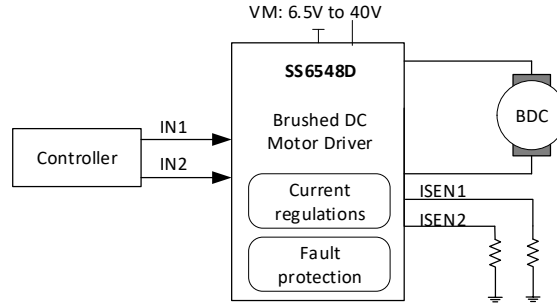 VM: 6.5V to 40V
SS6548D
Brushed DC
Motor Driver
BDC
Controller
IN1
IN2
Current
regulations
ISEN1
ISEN2
Fault
protection